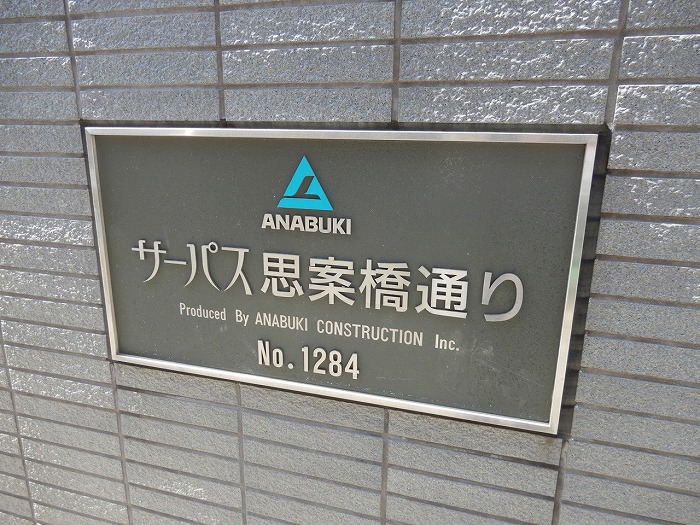 ANABUKI
サーパス思案橋通り
Produced By ANABUKI CONSTRUCTION Inc.
No.1284